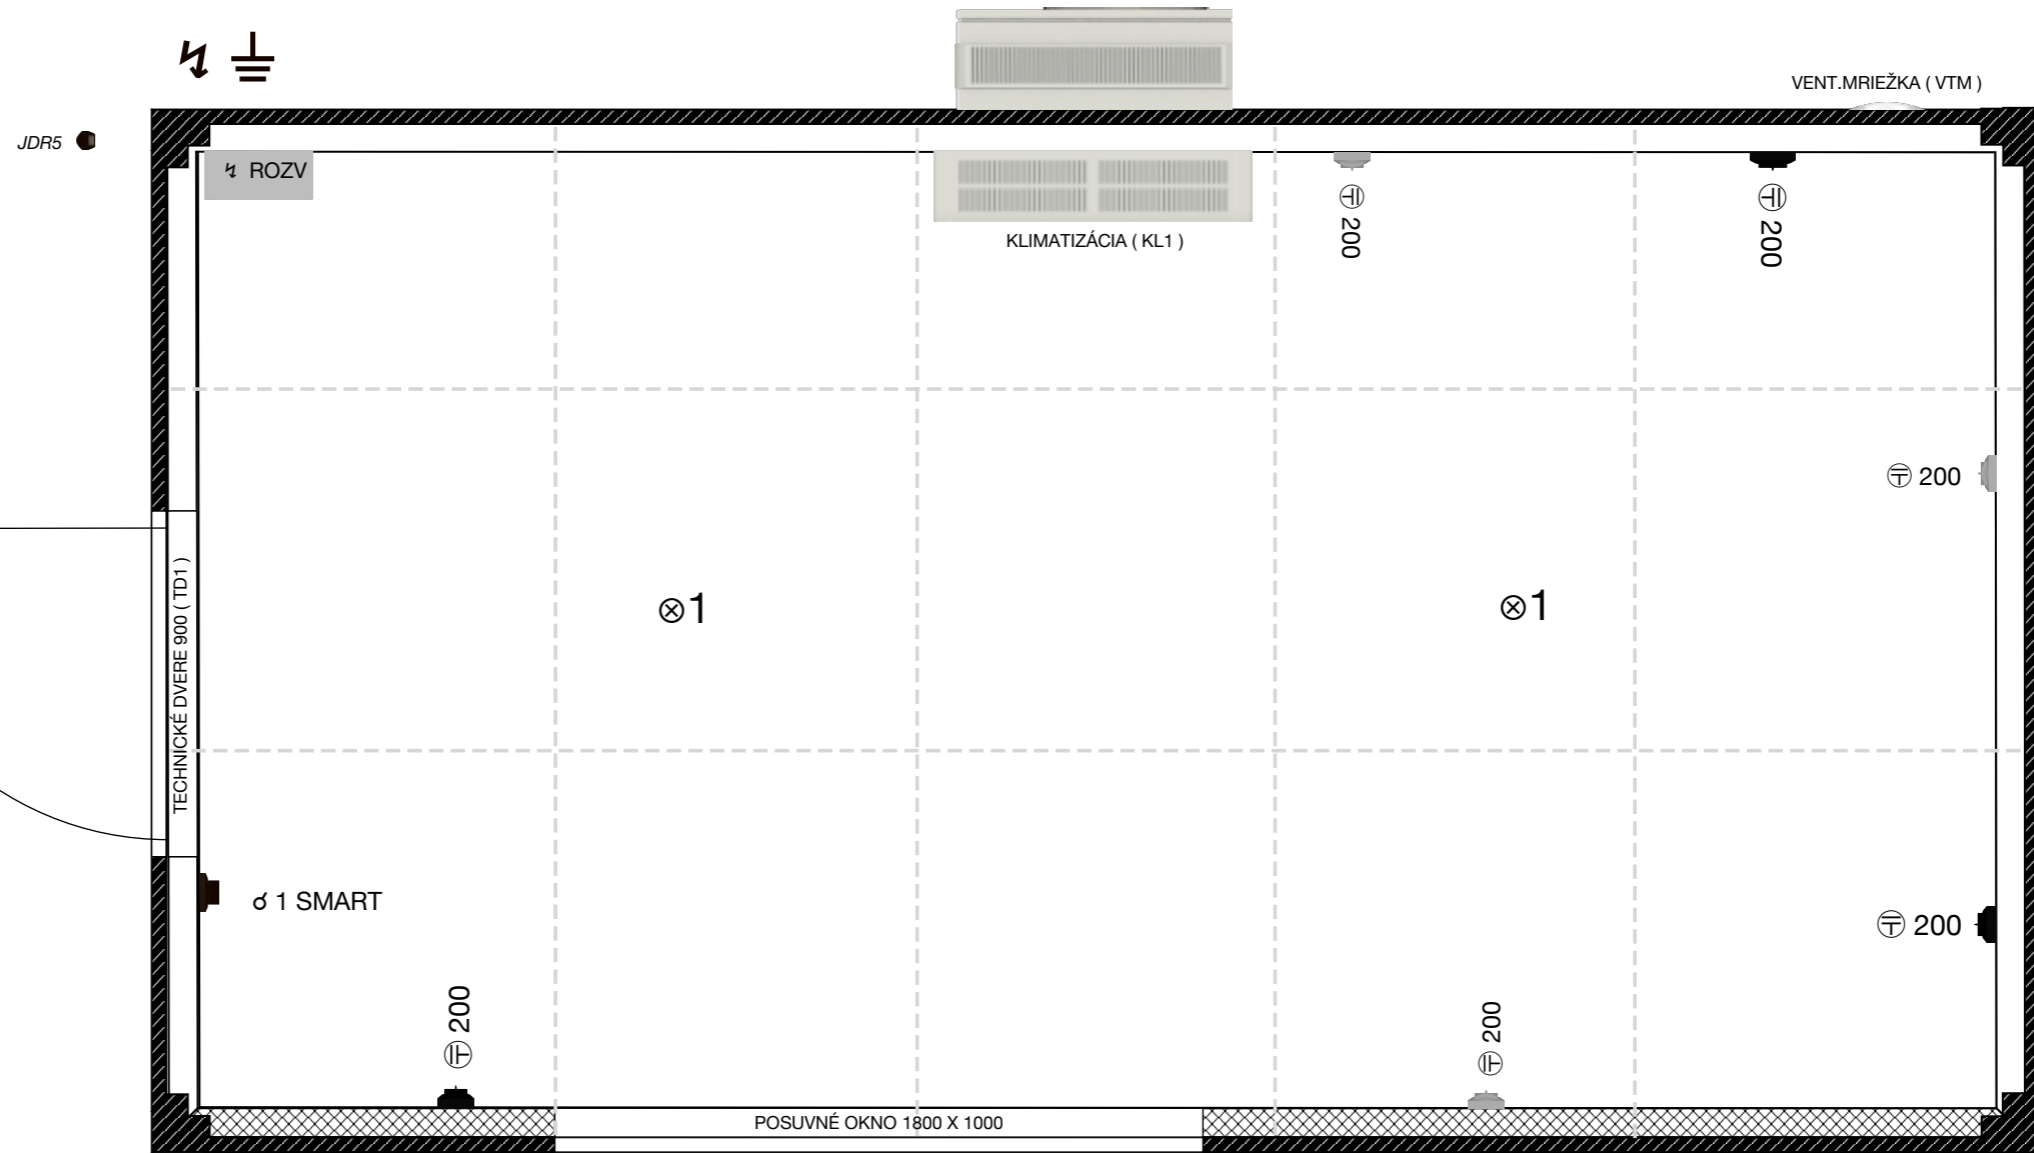 VENT.MRIEŽKA ( VTM )
JDR5
ROZV
KLIMATIZÁCIA ( KL1 )
200
200
200
TECHNICKÉ DVERE 900 ( TD1 )
⊗1
⊗1
1 SMART
200
200
200
POSUVNÉ OKNO 1800 X 1000